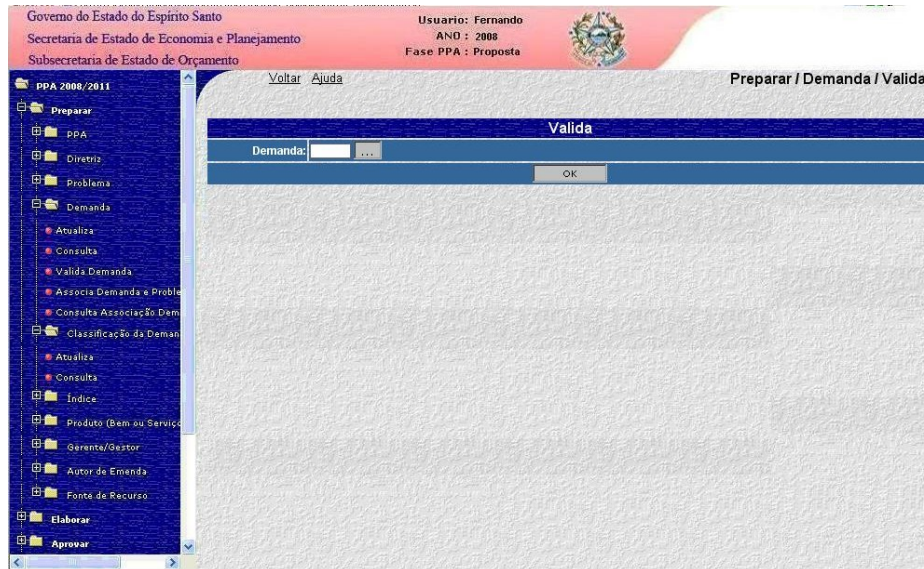 Governo do Estado do Espírito Santo
Secretaria de Estado de Economia e Planejamento
Subsecretaria de Estado de Orçamento
Usuario: Fernando
ANO : 2008
Fase PPA : Proposta
PPA 2008/2011
Preparar
PPA
Diretriz
Problema
Demanda
Atualiza
Consulta
Valida Demanda
Associa Demanda e Proble
Consulta Associação Dem
Classificação da Deman
Atualiza
Consulta
Índice
Produto (Bem ou Serviço
Gerente/Gestor
Autor de Emenda
Fonte de Recurso
Elaborar
Aprovar
Voltar Ajuda
Preparar / Demanda / Valida
Valida
Demanda: ...
OK